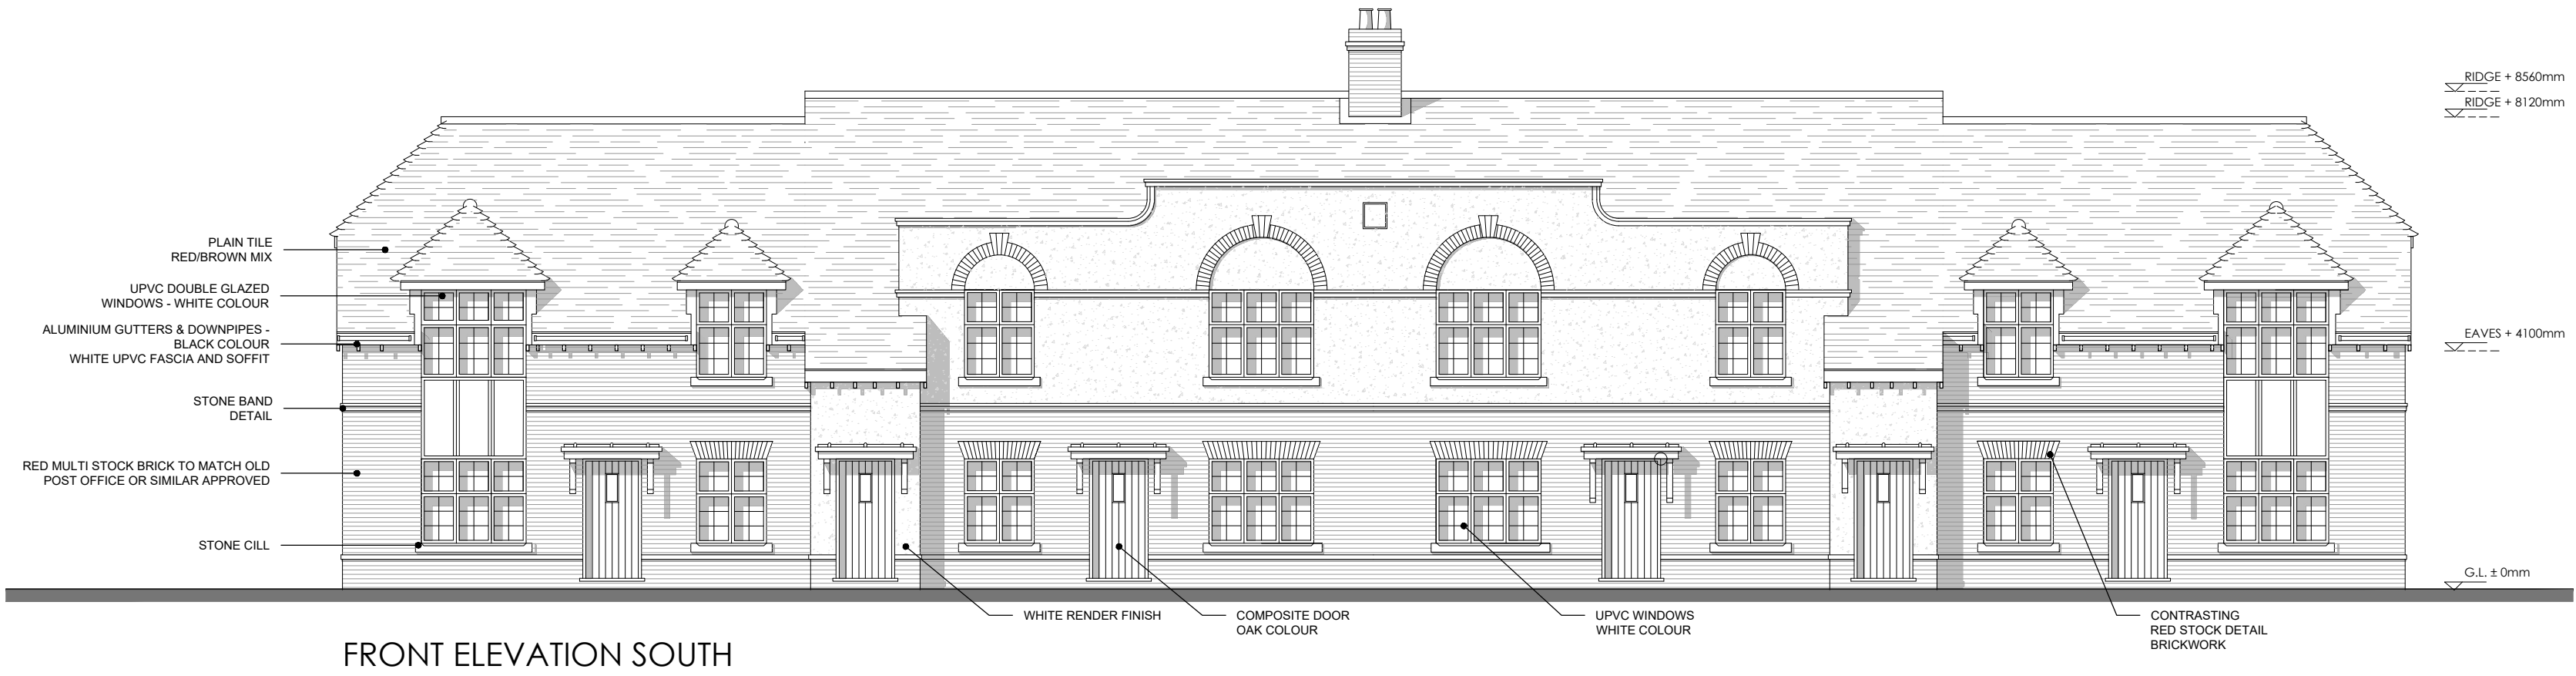 RIDGE + 8560mm
RIDGE + 8120mm
PLAIN TILE
RED/BROWN MIX
UPVC DOUBLE GLAZED
WINDOWS - WHITE COLOUR
ALUMINIUM GUTTERS & DOWNPIPES -
BLACK COLOUR
WHITE UPVC FASCIA AND SOFFIT
EAVES + 4100mm
STONE BAND
DETAIL
RED MULTI STOCK BRICK TO MATCH OLD
POST OFFICE OR SIMILAR APPROVED
STONE CILL
G.L. ± 0mm
WHITE RENDER FINISH
COMPOSITE DOOR
OAK COLOUR
UPVC WINDOWS
WHITE COLOUR
CONTRASTING
RED STOCK DETAIL
BRICKWORK
FRONT ELEVATION SOUTH